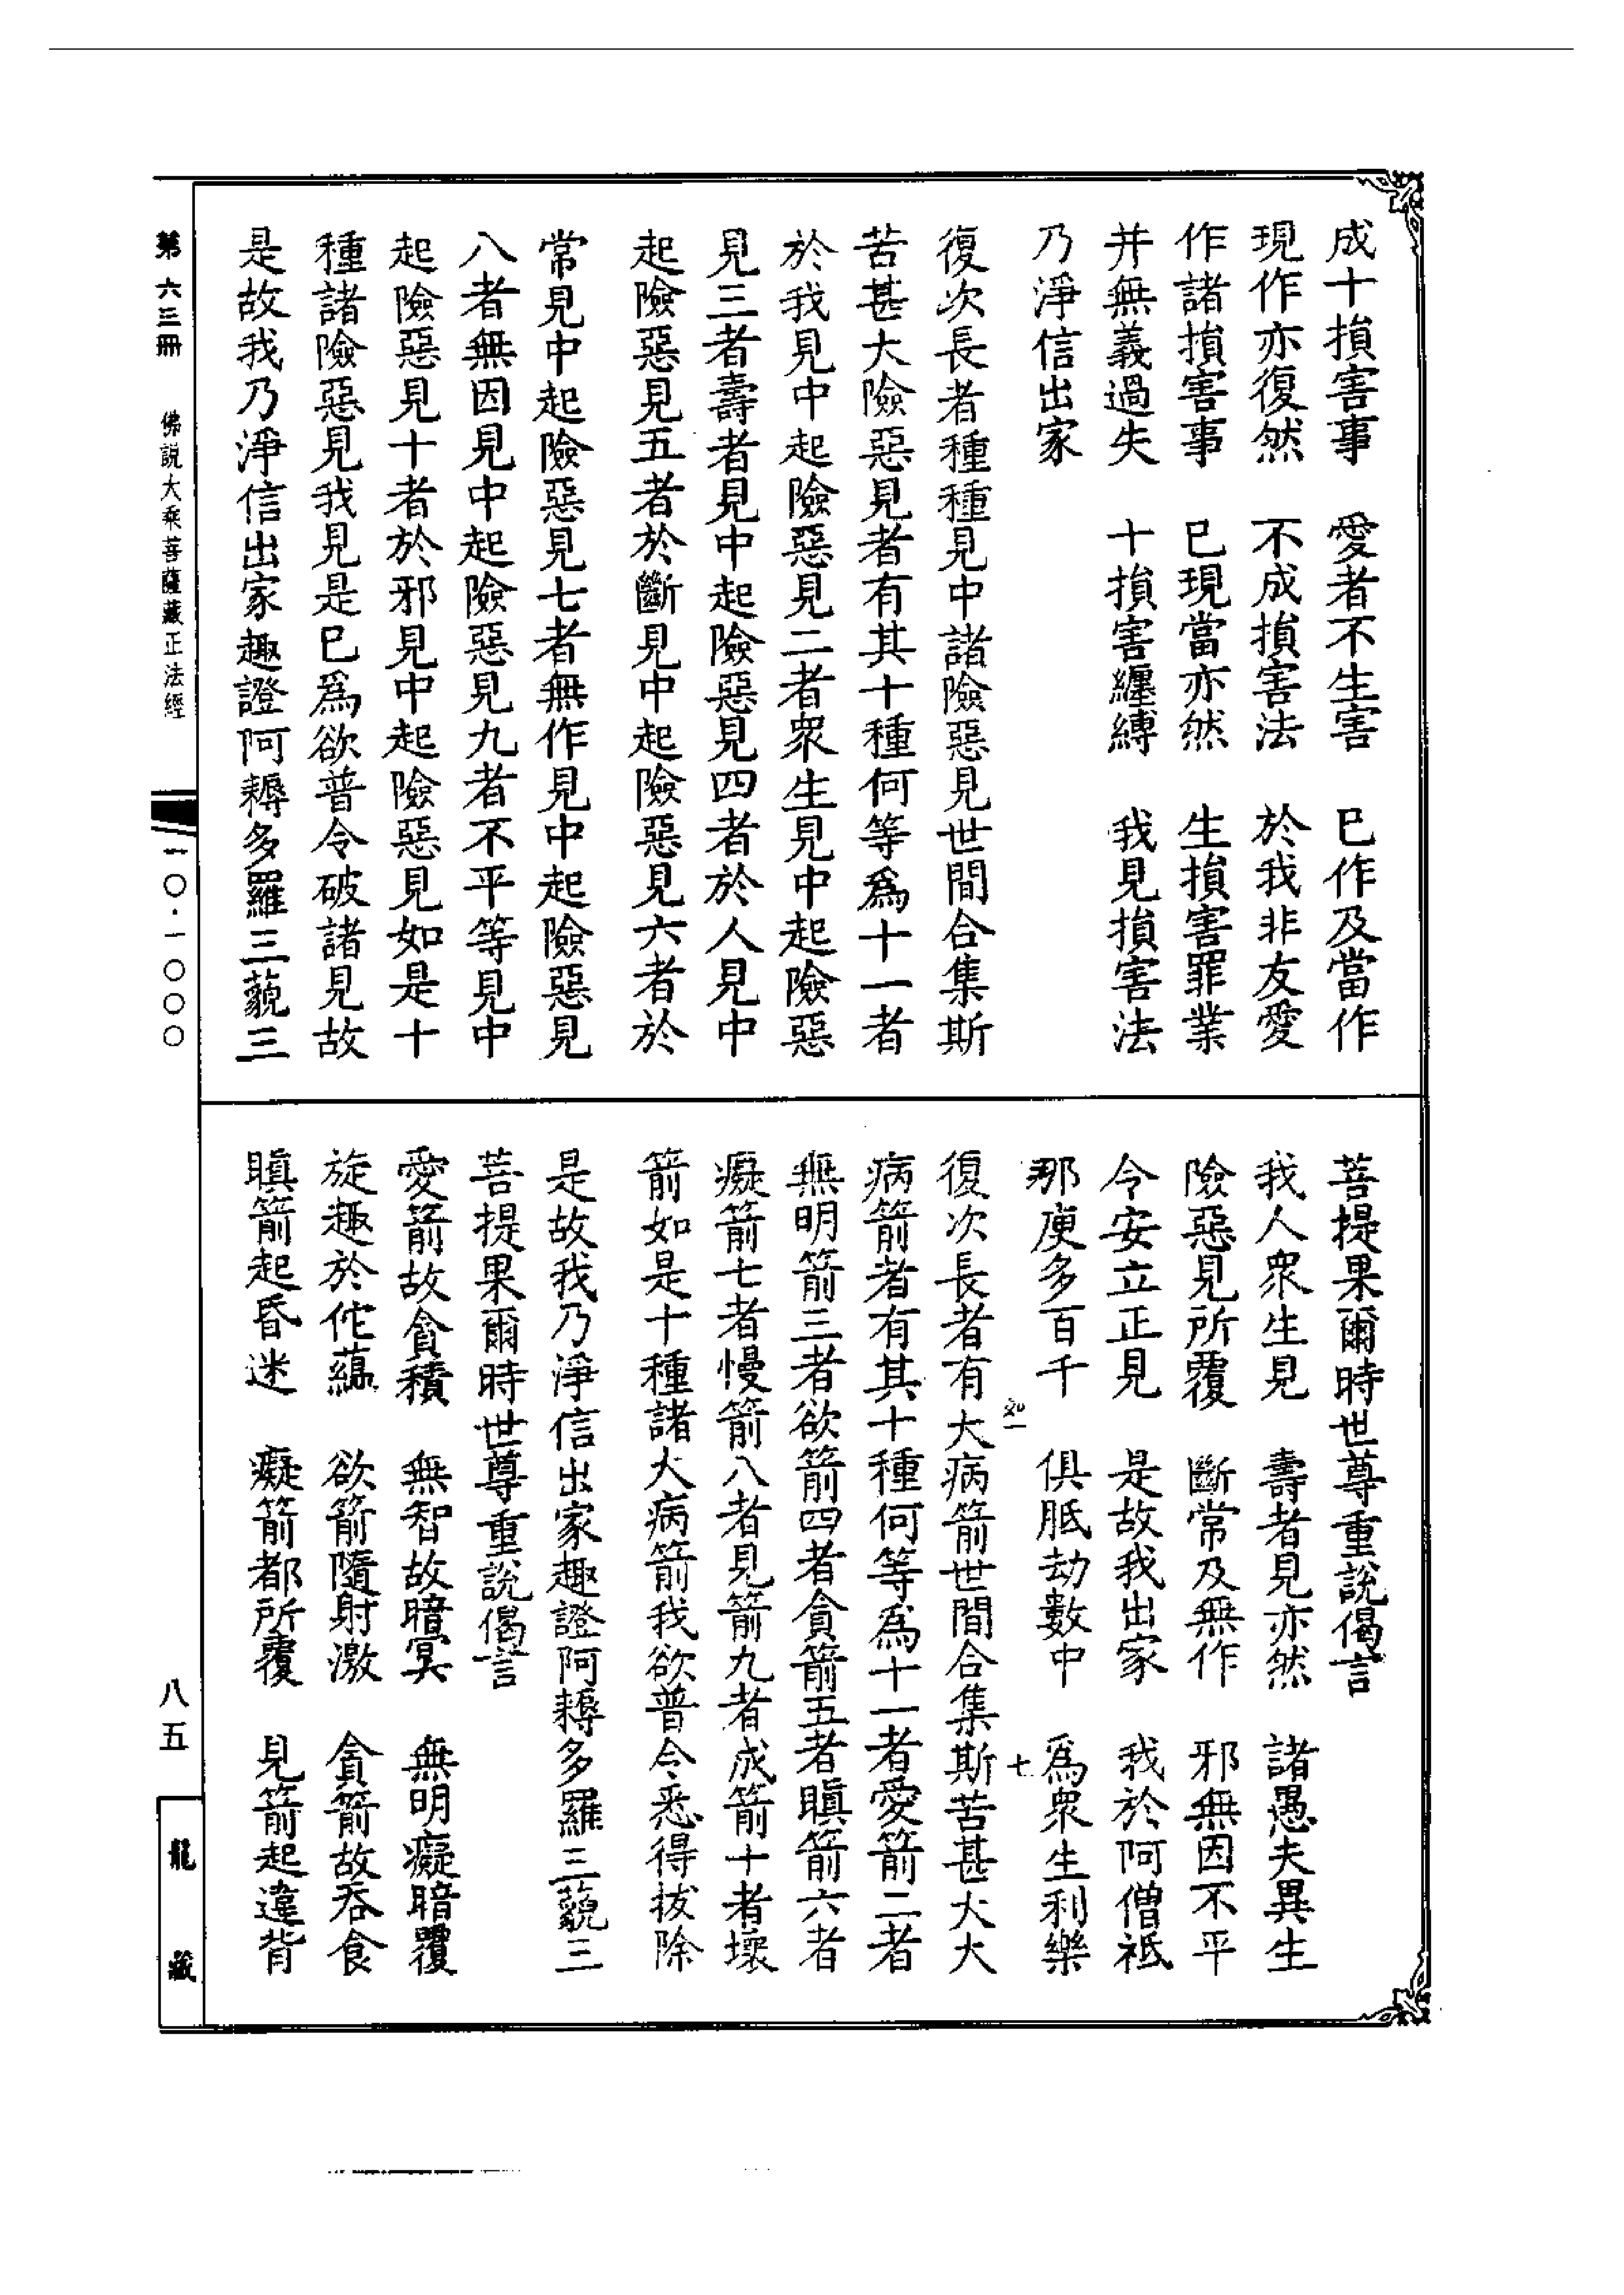 成十損害事　愛者不生害　已作及當作
現作亦復然　不成損害法　於我非友愛
作諸損害事　已現當亦然　生損害罪業
并無義過失　十損害纏縛　我見損害法
乃淨信出家
復次長者種種見中諸險惡見世間合集斯
苦甚大險惡見者有其十種何等爲十一者
於我見中起險惡見二者衆生見中起險惡
見三者壽者見中起險惡見四者於人見中
起險惡見五者於斷見中起險惡見六者於
常見中起險惡見七者無作見中起險惡見
八者無因見中起險惡見九者不平等見中
起險惡見十者於邪見中起險惡見如是十
種諸險惡見我見是已爲欲普令破諸見故
是故我乃淨信出家趣證阿耨多羅三藐三
菩提果爾時世尊重說偈言
我人衆生見　壽者見亦然　諸愚夫異生
險惡見所覆　斷常及無作　邪無因不平
令安立正見　是故我出家　我於阿僧祇
那庾多百千　俱胝劫數中　爲衆生利樂
如一　七
復次長者有大病箭世間合集斯苦甚大大
病箭者有其十種何等爲十一者愛箭二者
無明箭三者欲箭四者貪箭五者瞋箭六者
癡箭七者慢箭八者見箭九者成箭十者壞
箭如是十種諸大病箭我欲普令悉得拔除
是故我乃淨信出家趣證阿耨多羅三藐三
菩提果爾時世尊重說偈言
愛箭故貪積　無智故暗冥　無明癡暗覆
旋趣於佗蘊　欲箭隨射激　貪箭故吞食
瞋箭起昏迷　癡箭都所覆　見箭起違背
第六三冊　佛説大乘菩薩藏正法經　一〇·一〇〇〇　八五　龍藏